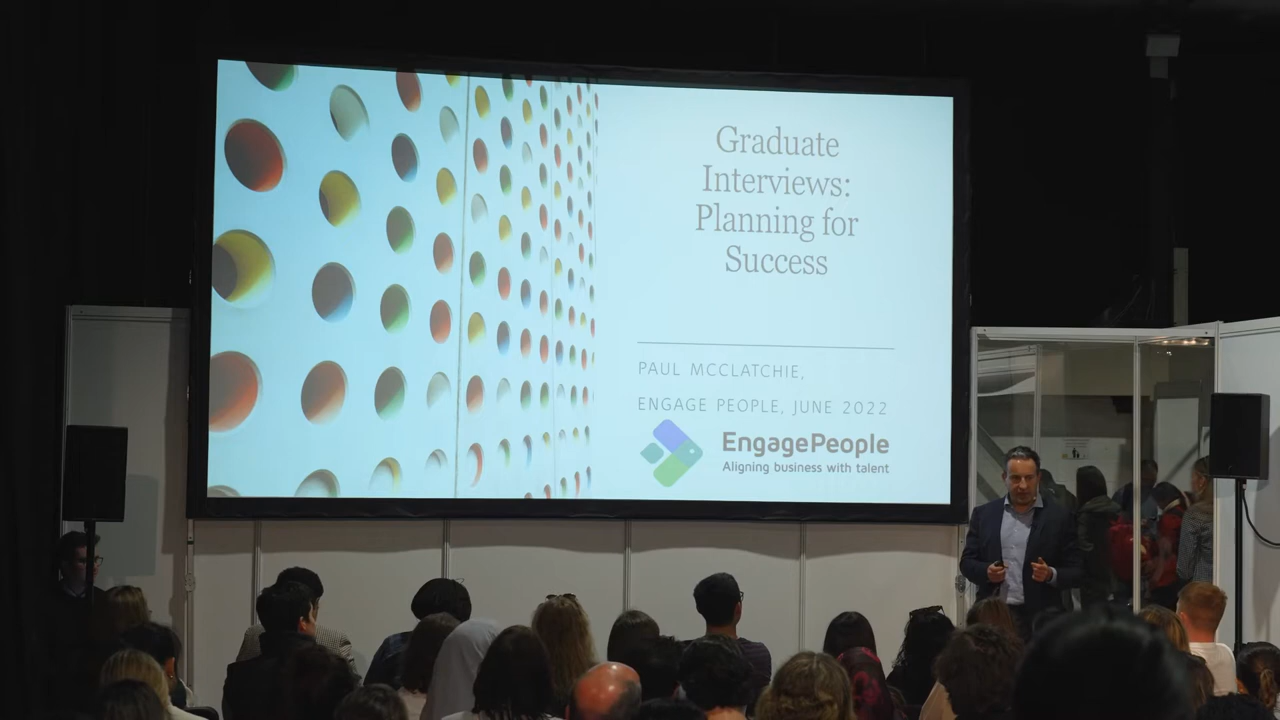 Graduate
Interviews:
Planning for
Success
PAUL MCCLATCHIE,
ENGAGE PEOPLE, JUNE 2022
EngagePeople
Aligning business with talent